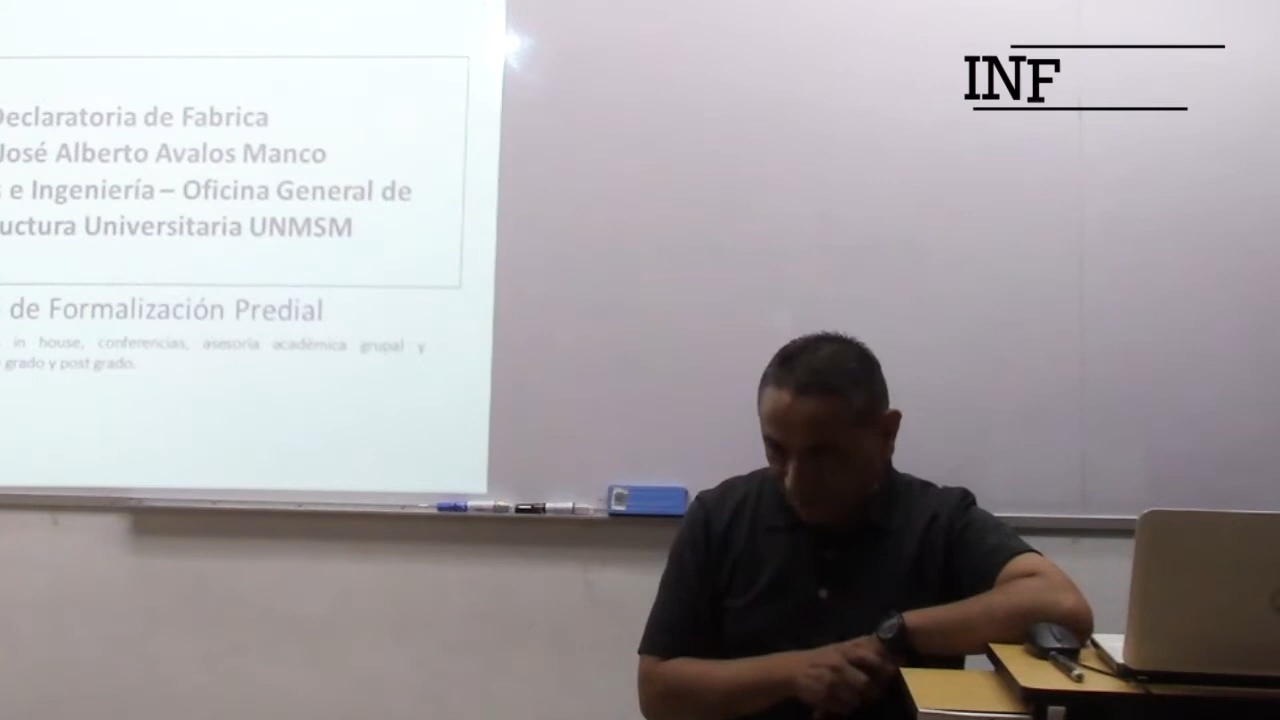 Declaratoria de Fabrica
José Alberto Avalos Manco
e Ingeniería – Oficina General de
Universitaria UNMSM
de Formalización Predial
in house, conferencias, asesoría académica grupal y
grado y post grado.
INF